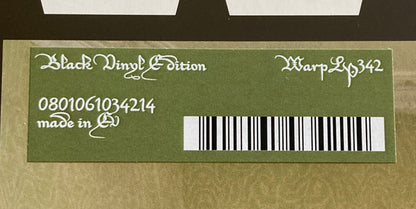 Black Vinyl Edition
WarpLp342
0801061034214
made in EU